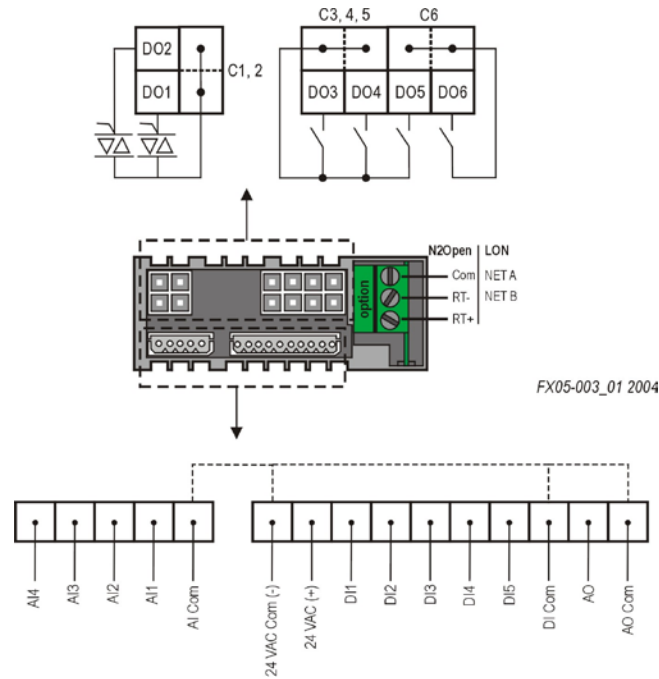 C3, 4, 5
C6
DO2
DO1
C1, 2
DO3 DO4 DO5 DO6
N2Open LON
Com NET A
RT- NET B
RT+
option
FX05-003_01 2004
AI4
AI3
AI2
AI1
AI Com
24 VAC Com (-)
24 VAC (+)
DI1
DI2
DI3
DI4
DI5
DI Com
AO
AO Com